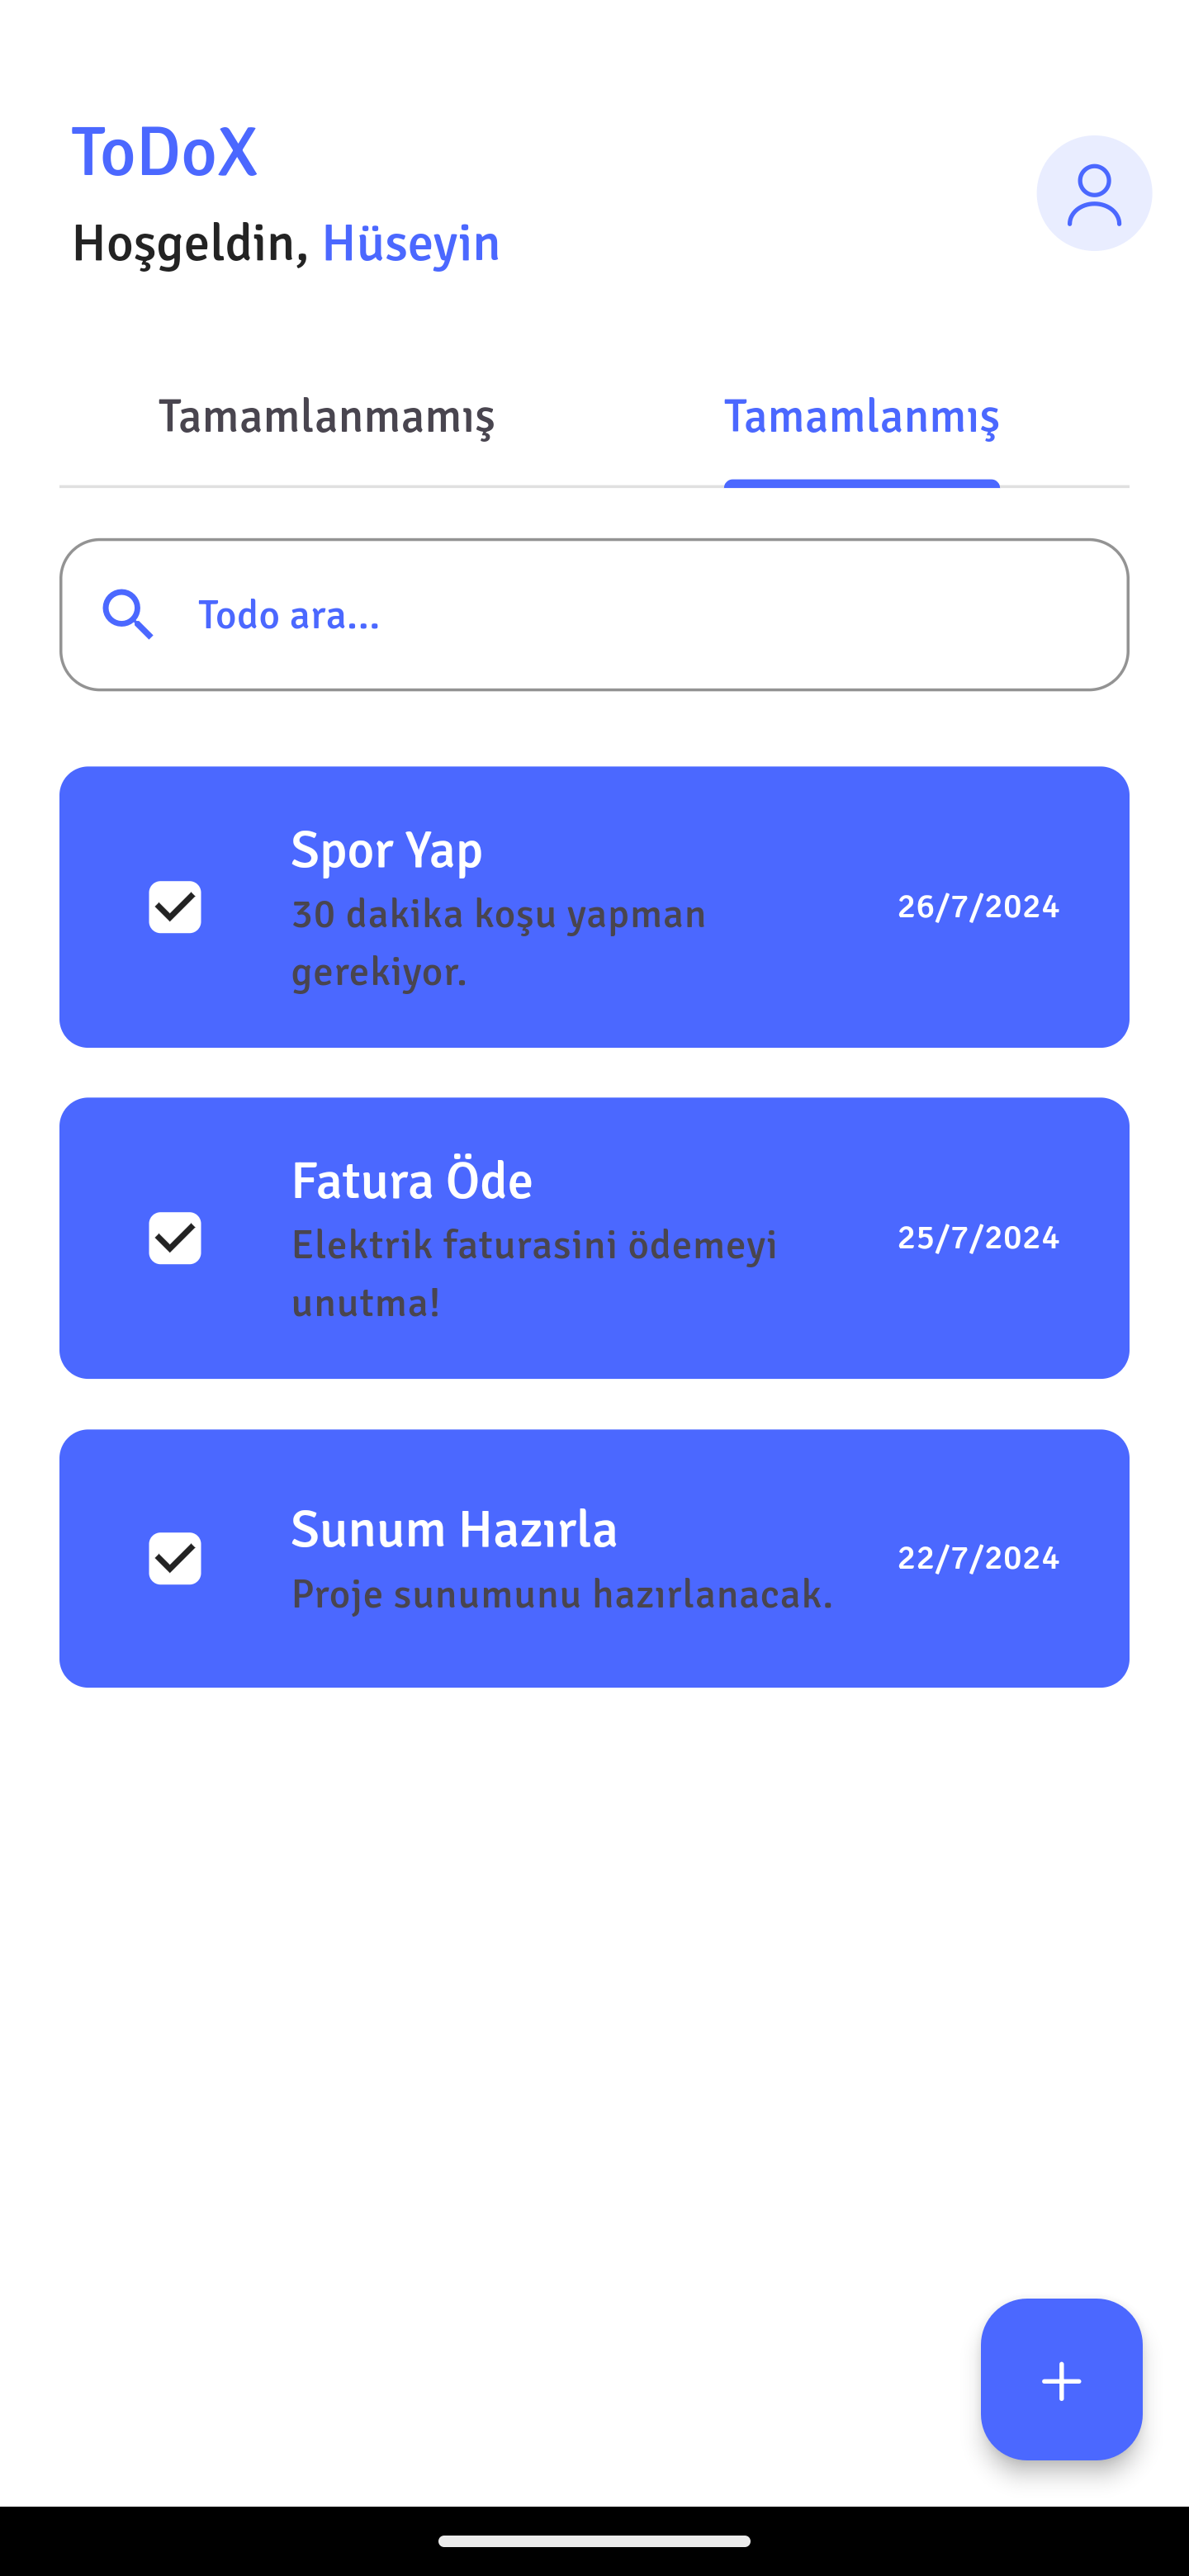 ToDoX
Hoşgeldin, Hüseyin
Tamamlanmamış
Tamamlanmış
Todo ara...
Spor Yap
30 dakika koşu yapman
gerekiyor.
26/7/2024
Fatura Öde
Elektrik faturasini ödemeyi
unutma!
25/7/2024
Sunum Hazırla
Proje sunumunu hazırlanacak.
22/7/2024